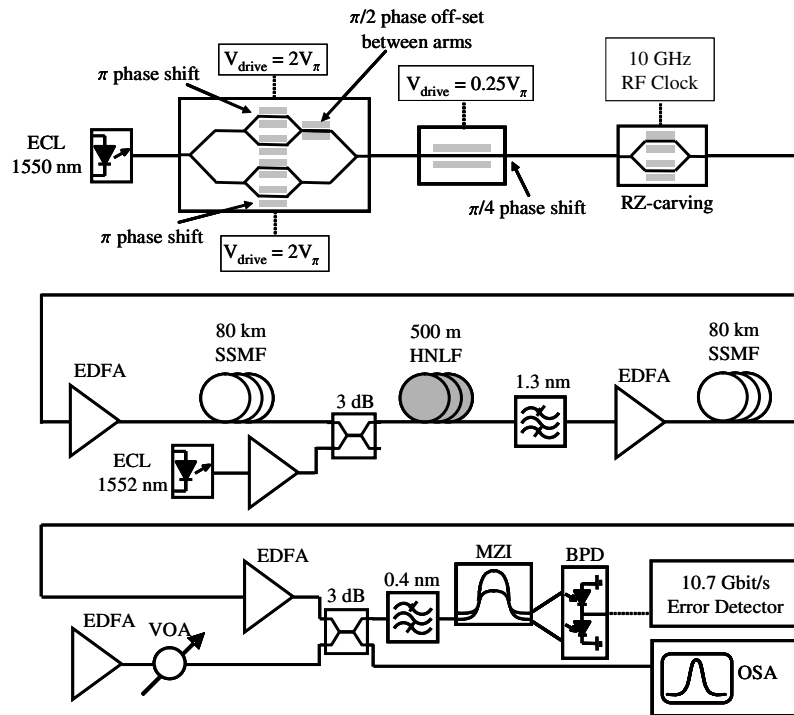 π/2 phase off-set
between arms
V_drive = 2V_π
π phase shift
ECL
1550 nm
π phase shift
V_drive = 2V_π
V_drive = 0.25V_π
π/4 phase shift
10 GHz
RF Clock
RZ-carving
EDFA
80 km
SSMF
3 dB
500 m
HNLF
1.3 nm
EDFA
80 km
SSMF
ECL
1552 nm
EDFA
EDFA
VOA
3 dB
0.4 nm
MZI
BPD
10.7 Gbit/s
Error Detector
OSA